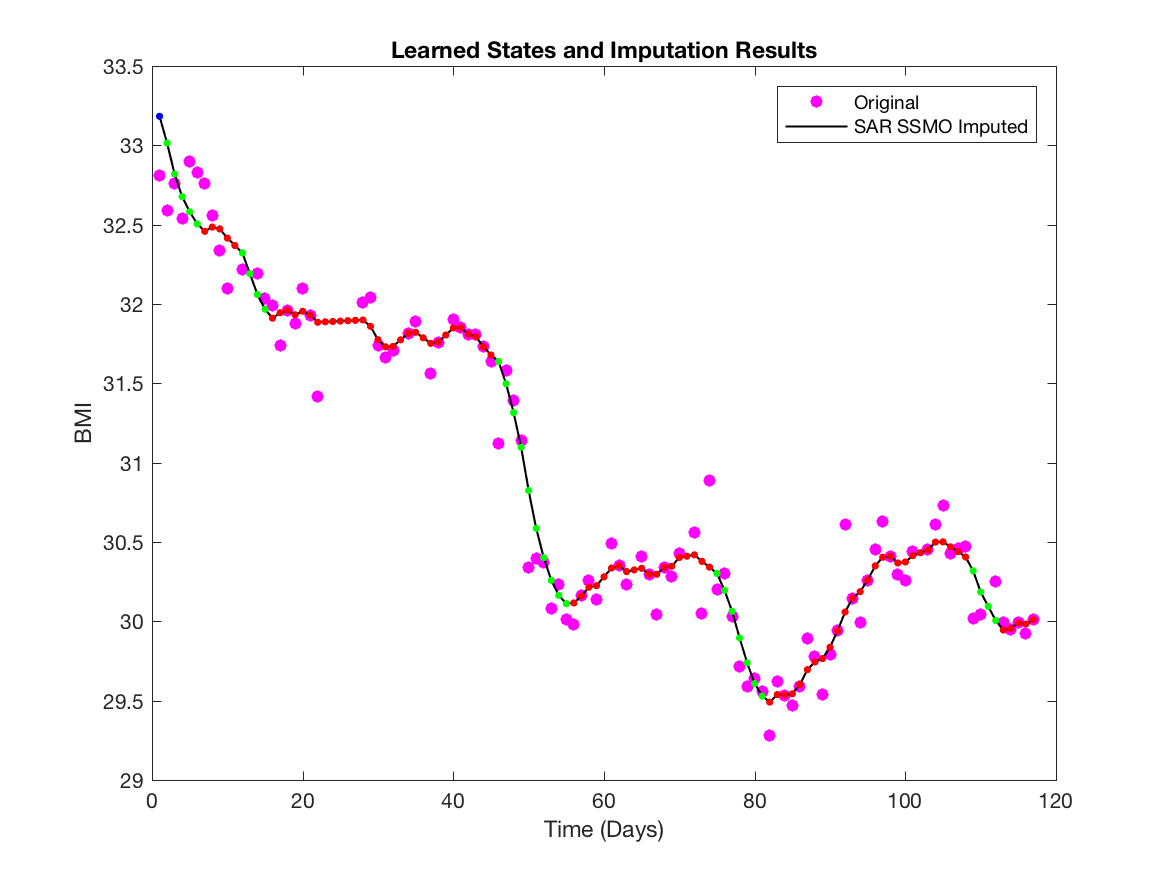 Learned States and Imputation Results
33.5
33
32.5
32
31.5
31
30.5
30
29.5
29
0 20 40 60 80 100 120
BMI
Time (Days)
Original
SAR SSMO Imputed